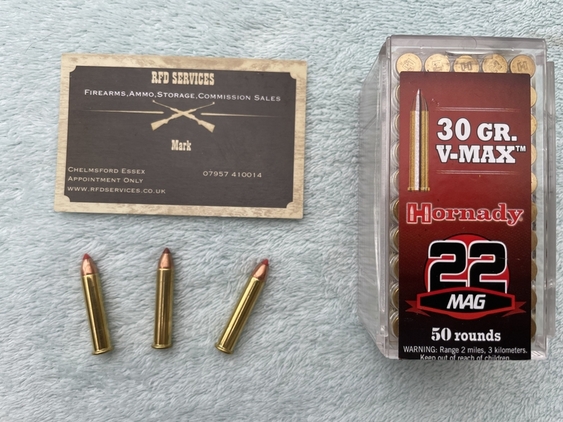 RFD SERVICES
FIREARMS,AMMO,STORAGE,COMMISSION SALES
Mark
CHELMSFORD ESSEX
APPOINTMENT ONLY
07957 410014
WWW.RFDSERVICES.CO.UK
30 GR.
V-MAX™
Hornady
22
MAG
50 rounds
WARNING: Range 2 miles, 3 kilometers.
Keep out of reach of children.